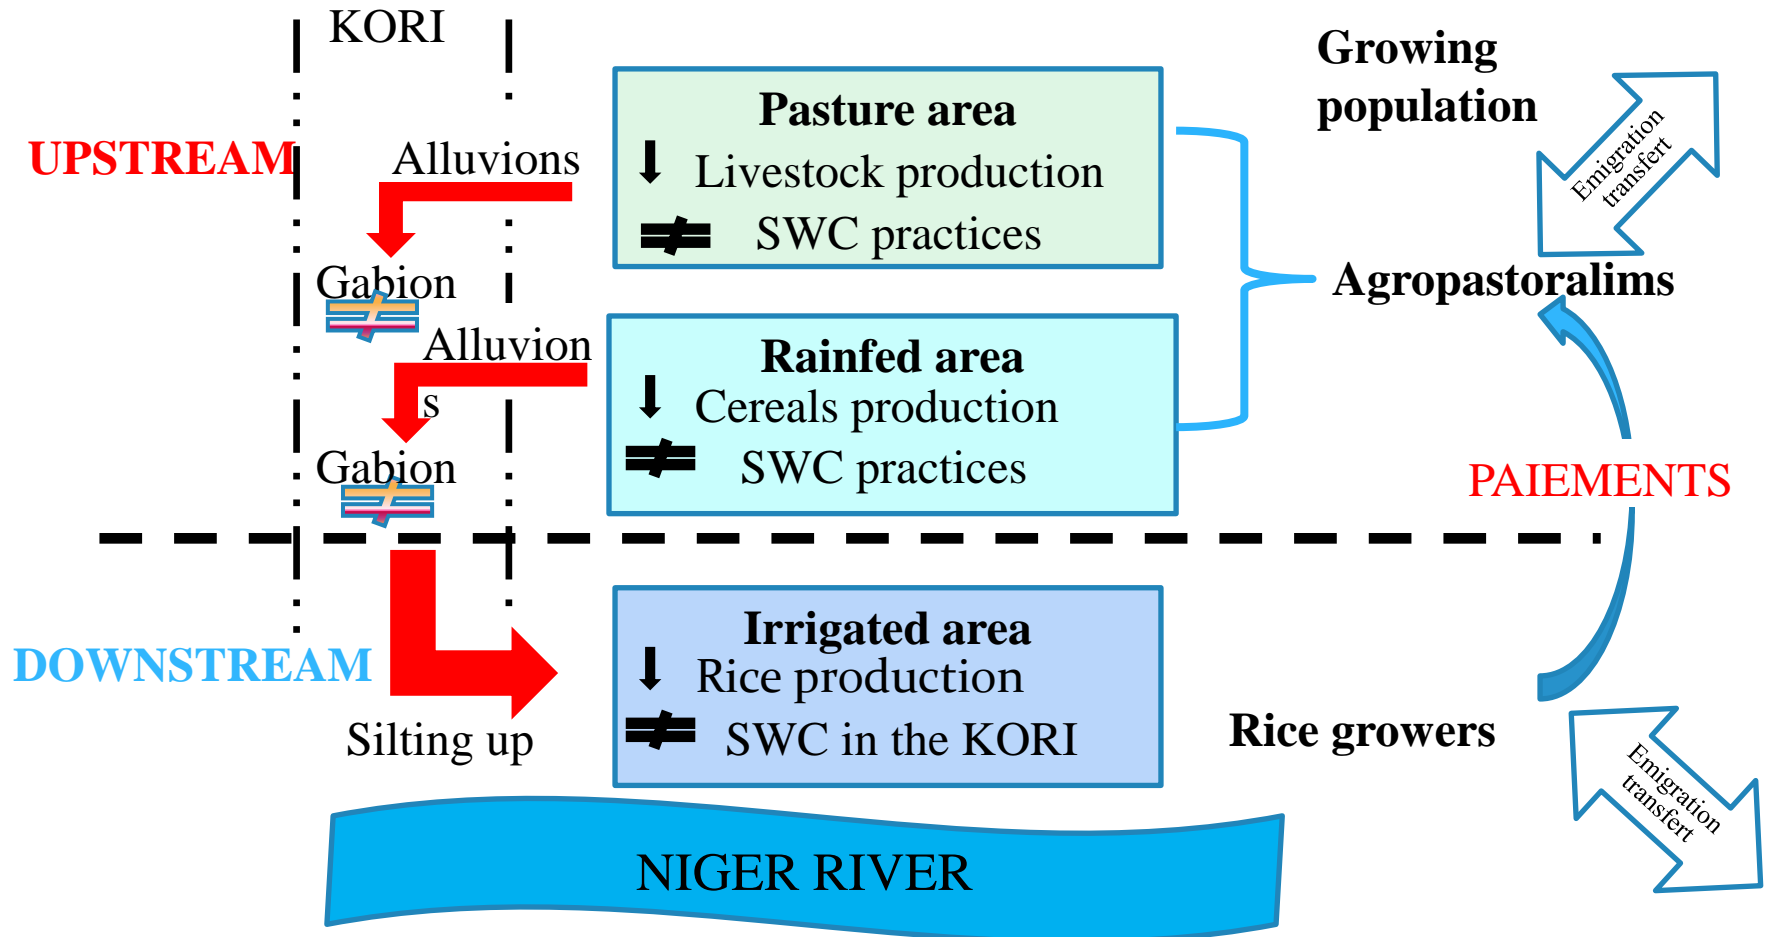 KORI
UPSTREAM
Alluvions
Gabion
Alluvion
s
Gabion
Pasture area
Livestock production
SWC practices
Rainfed area
Cereals production
SWC practices
Growing
population
Emigration
transfert
Agropastoralims
PAIEMENTS
DOWNSTREAM
Silting up
Irrigated area
Rice production
SWC in the KORI
Rice growers
Emigration
transfert
NIGER RIVER